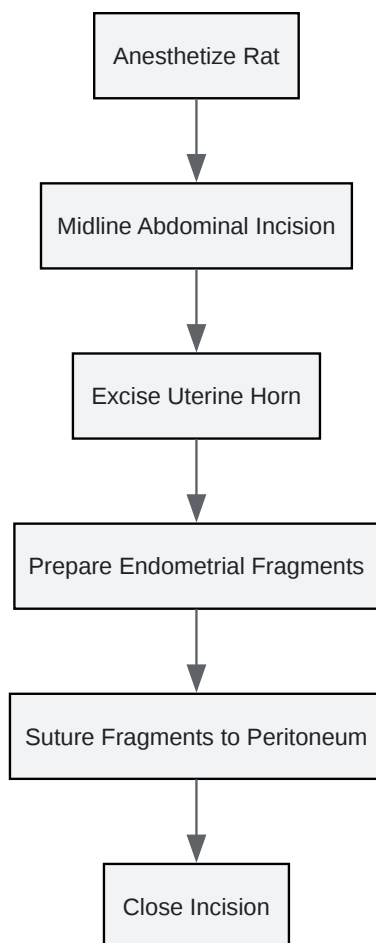 Anesthetize Rat
Midline Abdominal Incision
Excise Uterine Horn
Prepare Endometrial Fragments
Suture Fragments to Peritoneum
Close Incision